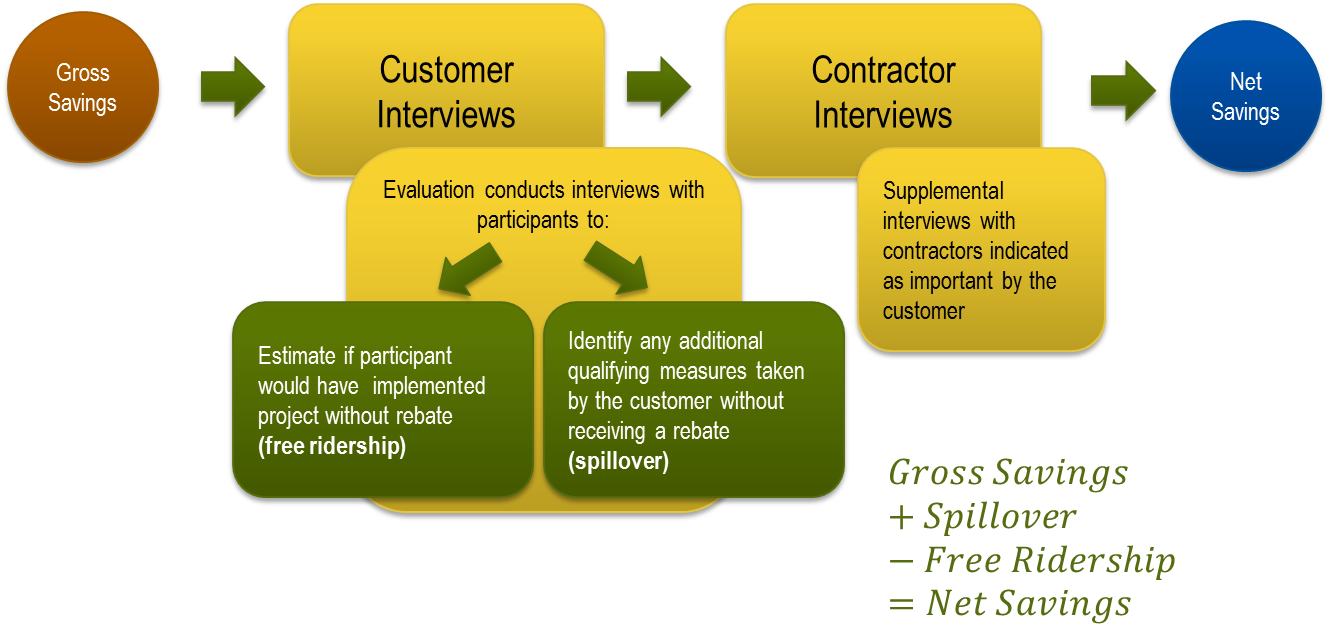 Gross
Savings
Customer
Interviews
Contractor
Interviews
Net
Savings
Evaluation conducts interviews with
participants to:
Estimate if participant
would have implemented
project without rebate
(free ridership)
Identify any additional
qualifying measures taken
by the customer without
receiving a rebate
(spillover)
Supplemental
interviews with
contractors indicated
as important by the
customer
Gross Savings
+ Spillover
− Free Ridership
= Net Savings